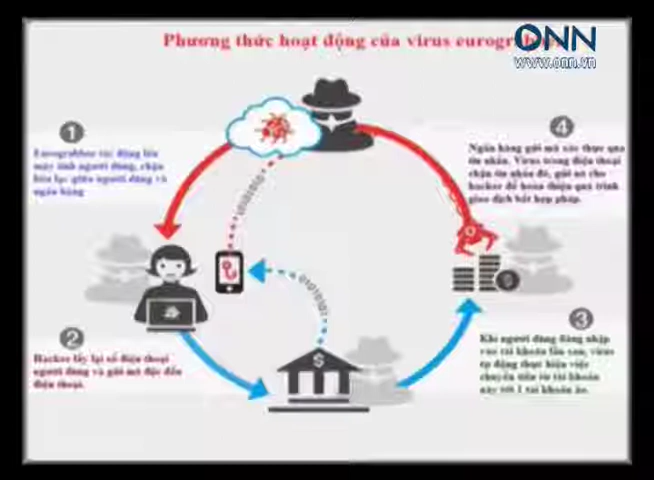 Phương thức hoạt động của virus eurograbber
ONN
www.onn.vn
1
Eurograbber tác động lên
máy tính người dùng, chặn
liên lạc giữa người dùng và
ngân hàng
4
Ngân hàng gửi mã xác thực qua
tin nhắn. Virus trong điện thoại
chặn tin nhắn đó, gửi nó cho
hacker để hoàn thiện quá trình
giao dịch bất hợp pháp.
2
Hacker lấy lại số điện thoại
người dùng và gửi mã độc đến
điện thoại.
3
Khi người dùng đăng nhập
vào tài khoản lần sau, virus
tự động thực hiện việc
chuyển tiền từ tài khoản
này tới 1 tài khoản ảo.
$
$